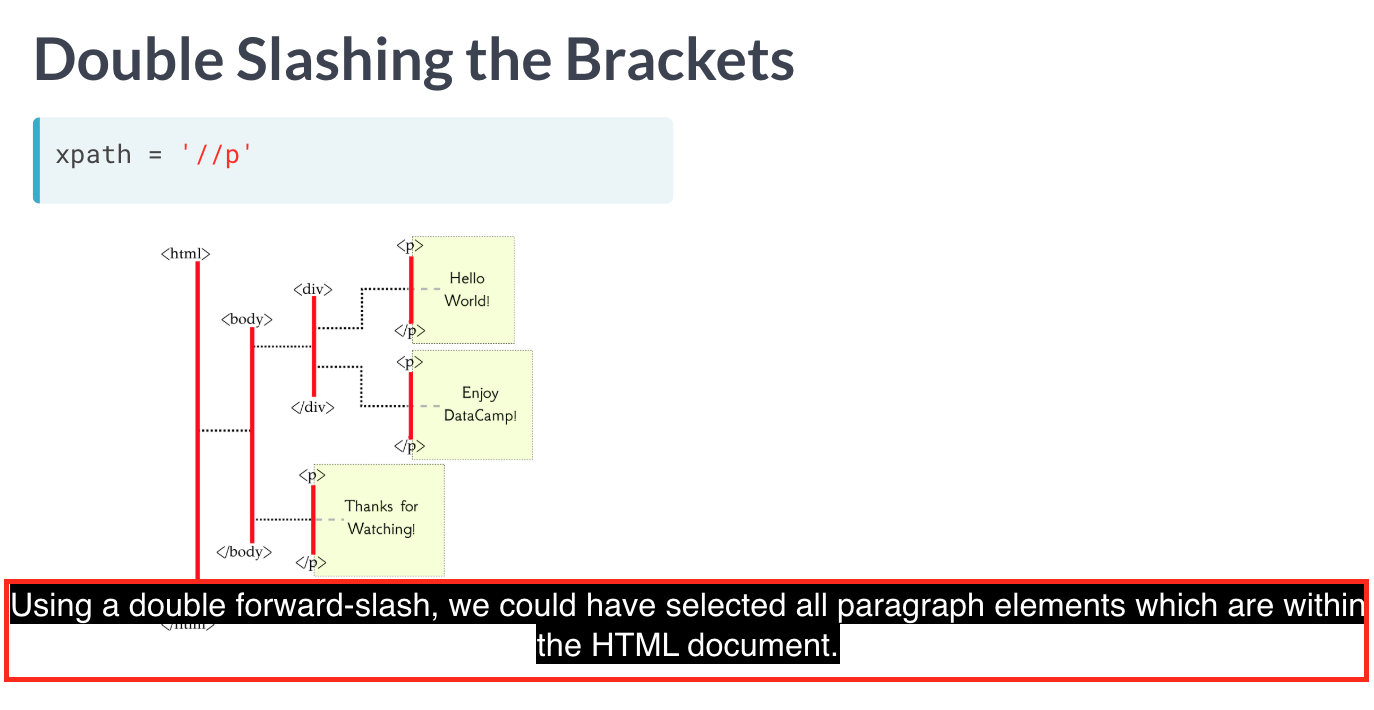 Double Slashing the Brackets
xpath = '//p'
<html>
<body>
<div>
<p>
Hello
World!
</p>
<p>
Enjoy
DataCamp!
</p>
</div>
<p>
Thanks for
Watching!
</p>
</body>
</html>
Using a double forward-slash, we could have selected all paragraph elements which are within
the HTML document.